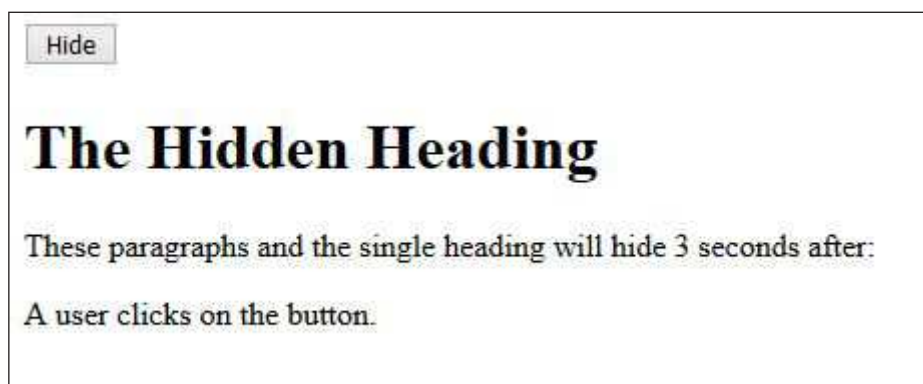 Hide
The Hidden Heading
These paragraphs and the single heading will hide 3 seconds after:
A user clicks on the button.